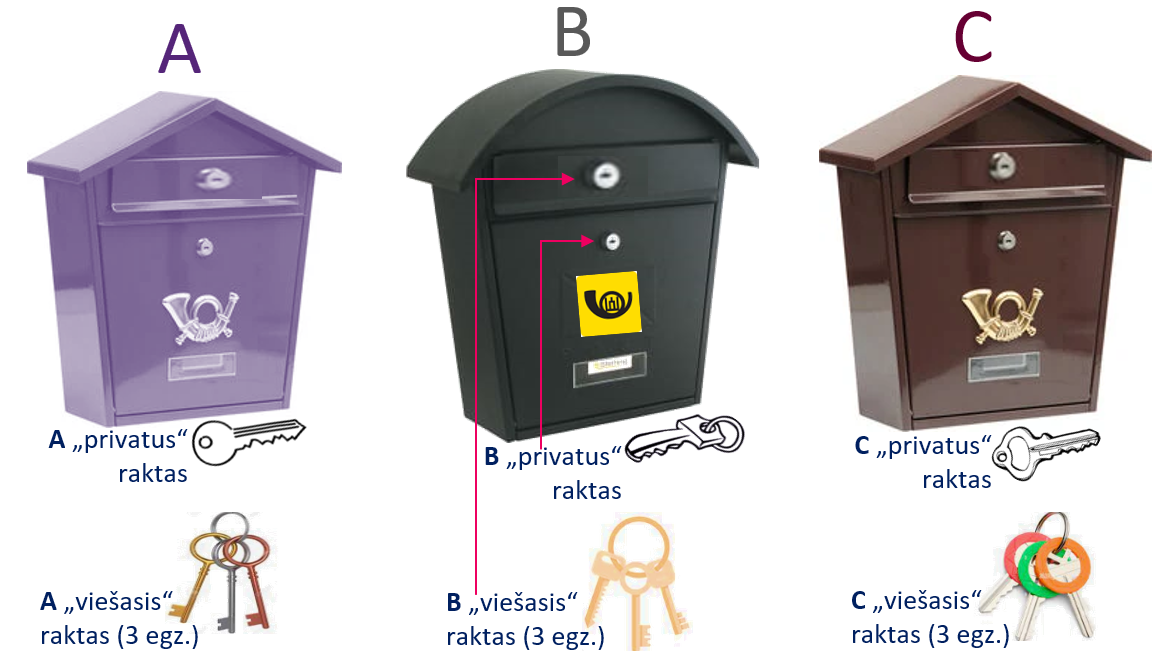 A
B
C
A „privatus“
raktas
B „privatus“
raktas
C „privatus“
raktas
A „viešasis“
raktas (3 egz.)
B „viešasis“
raktas (3 egz.)
C „viešasis“
raktas (3 egz.)